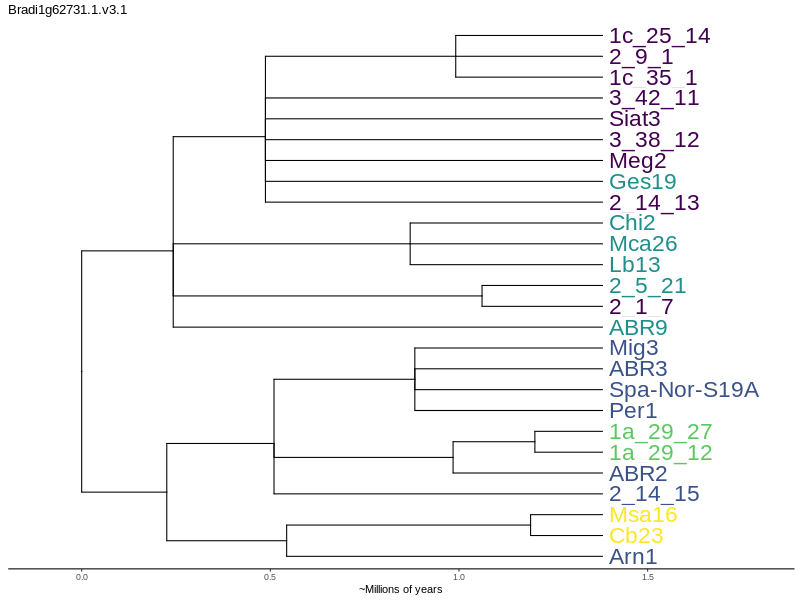 Bradi1g62731.1.v3.1
1c_25_14
2_9_1
1c_35_1
3_42_11
Siat3
3_38_12
Meg2
Ges19
2_14_13
Chi2
Mca26
Lb13
2_5_21
2_1_7
ABR9
Mig3
ABR3
Spa-Nor-S19A
Per1
1a_29_27
1a_29_12
ABR2
2_14_15
Msa16
Cb23
Arn1
0.0 0.5 1.0 1.5
~Millions of years